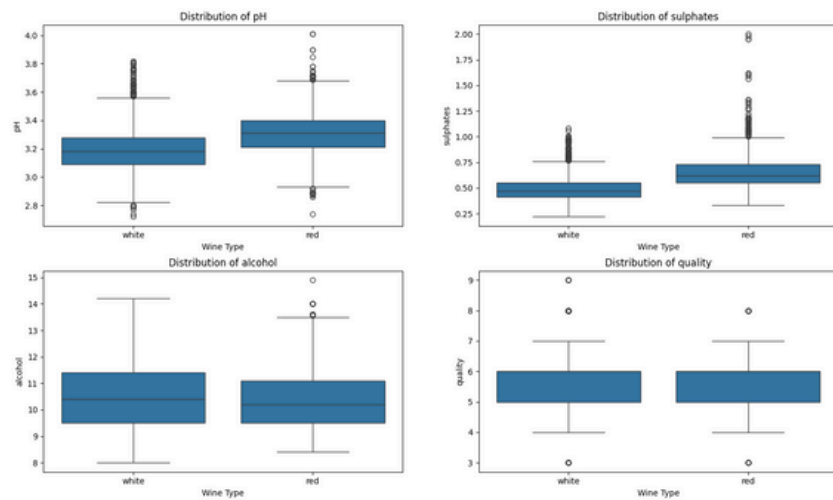 Distribution of pH
4.0
3.8
3.6
3.4
3.2
3.0
2.8
pH
white
red
Wine Type
Distribution of sulphates
2.00
1.75
1.50
1.25
1.00
0.75
0.50
0.25
sulphates
white
red
Wine Type
Distribution of alcohol
15
14
13
12
11
10
9
8
alcohol
white
red
Wine Type
Distribution of quality
9
8
7
6
5
4
3
quality
white
red
Wine Type